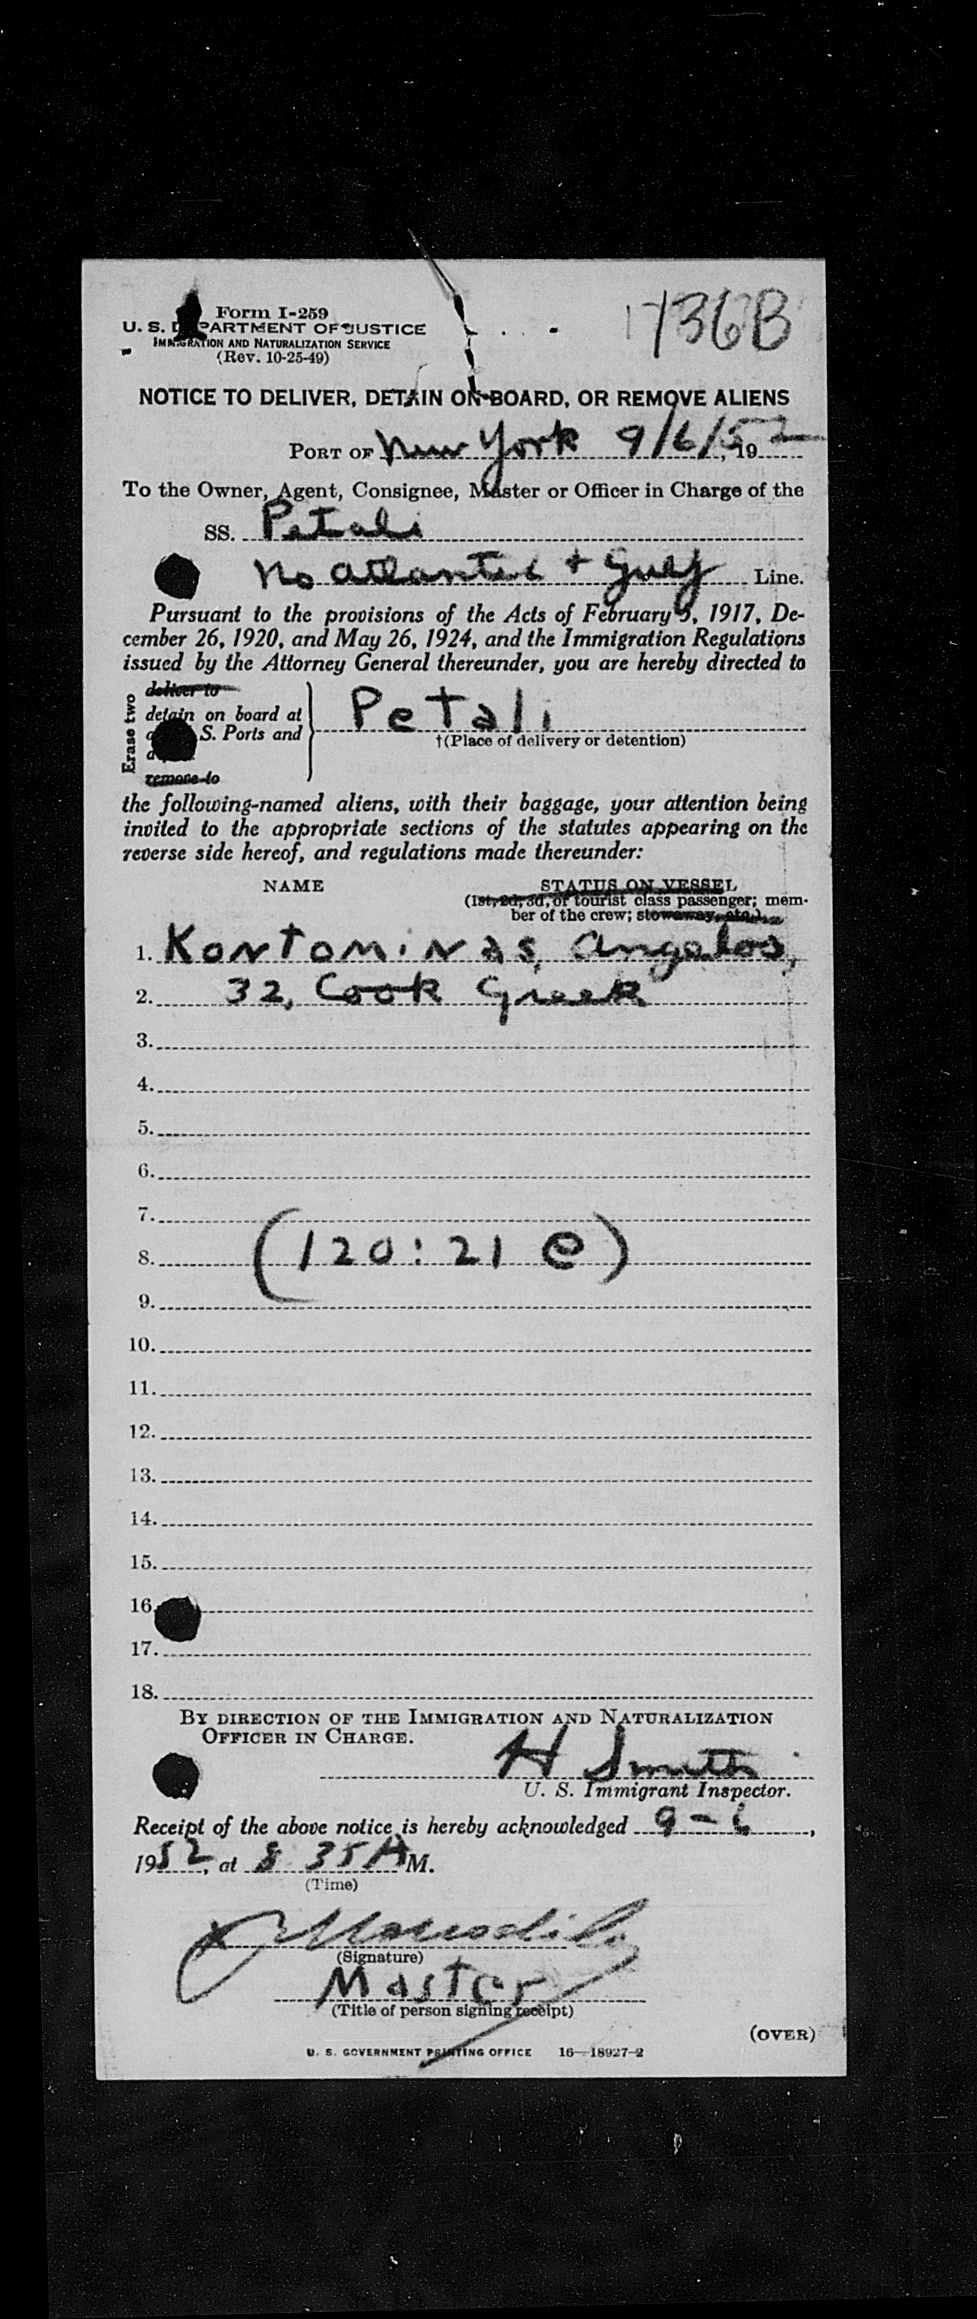 Form I-259
1736B
U. S. DEPARTMENT OF JUSTICE
IMMIGRATION AND NATURALIZATION SERVICE
(Rev. 10-25-49)
NOTICE TO DELIVER, DETAIN ON BOARD, OR REMOVE ALIENS
PORT OF New York 9/6/52, 19
To the Owner, Agent, Consignee, Master or Officer in Charge of the
SS. Petali
No Atlantic + Gulf Line.
Pursuant to the provisions of the Acts of February 5, 1917, De-
cember 26, 1920, and May 26, 1924, and the Immigration Regulations
issued by the Attorney General thereunder, you are hereby directed to
Erase two
deliver to
detain on board at
S. Ports and
remove to
Petali
†(Place of delivery or detention)
the following-named aliens, with their baggage, your attention being
invited to the appropriate sections of the statutes appearing on the
reverse side hereof, and regulations made thereunder:
NAME STATUS ON VESSEL
(1st, 2d, 3d, or tourist class passenger; mem-
ber of the crew; stowaway, etc.)
1. Kontominas, Angelos,
2. 32, Cook Greek
3.
4.
5.
6.
7.
8. (120:21 e)
9.
10.
11.
12.
13.
14.
15.
16.
17.
18.
BY DIRECTION OF THE IMMIGRATION AND NATURALIZATION
OFFICER IN CHARGE.
H Smith
U. S. Immigrant Inspector.
Receipt of the above notice is hereby acknowledged 9-6,
1952, at 8 35 A M.
(Time)
(Signature)
Master
(Title of person signing receipt)
(OVER)
U. S. GOVERNMENT PRINTING OFFICE 16-18927-2